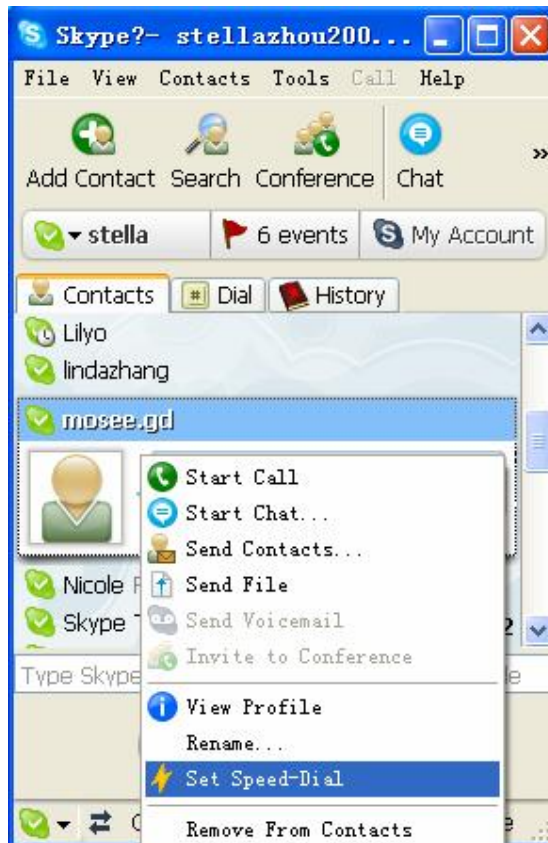 Skype?- stellazhou200...
File View Contacts Tools Call Help
Add Contact Search Conference Chat »
stella 6 events My Account
Contacts Dial History
Lilyo
lindazhang
mosee.gd
Start Call
Start Chat...
Send Contacts...
Nicole
Send File
Skype
2
Send Voicemail
Invite to Conference
Type Skype
View Profile
Rename...
Set Speed-Dial
Remove From Contacts